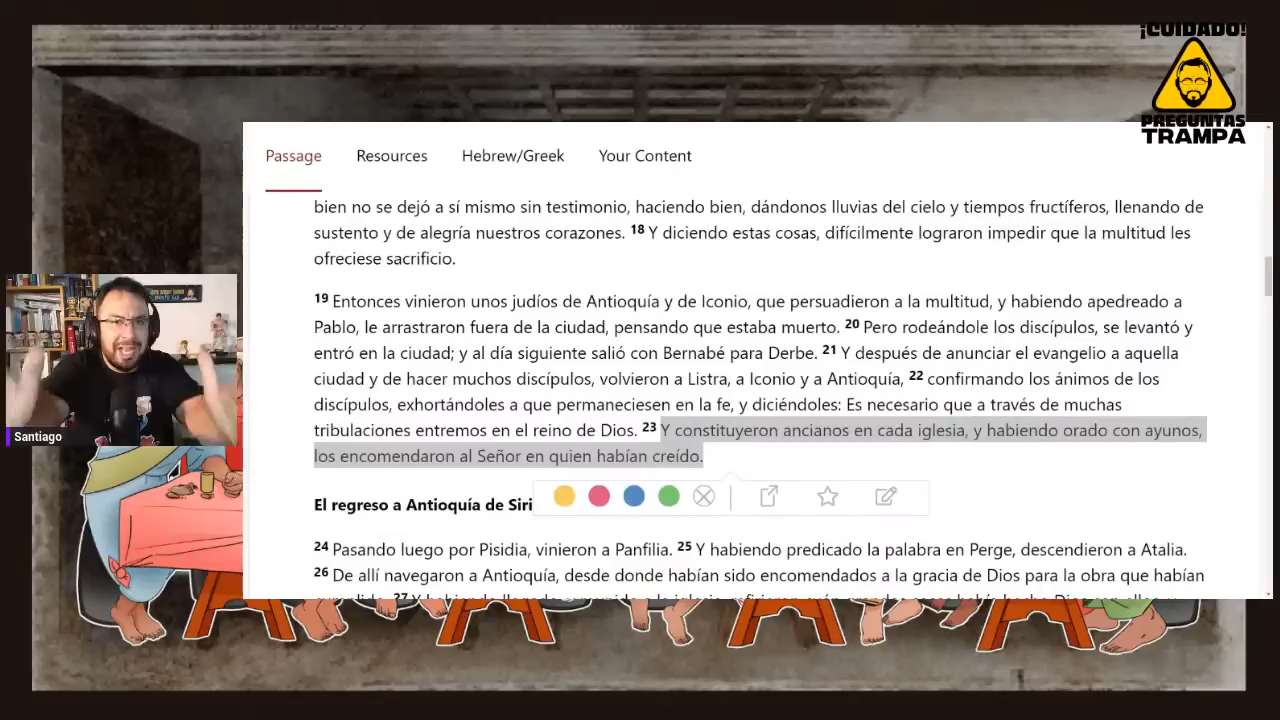 ¡CUIDADO!
PREGUNTAS
TRAMPA
Passage Resources Hebrew/Greek Your Content
bien no se dejó a sí mismo sin testimonio, haciendo bien, dándonos lluvias del cielo y tiempos fructíferos, llenando de
sustento y de alegría nuestros corazones. 18 Y diciendo estas cosas, difícilmente lograron impedir que la multitud les
ofreciese sacrificio.
19 Entonces vinieron unos judíos de Antioquía y de Iconio, que persuadieron a la multitud, y habiendo apedreado a
Pablo, le arrastraron fuera de la ciudad, pensando que estaba muerto. 20 Pero rodeándole los discípulos, se levantó y
entró en la ciudad; y al día siguiente salió con Bernabé para Derbe. 21 Y después de anunciar el evangelio a aquella
ciudad y de hacer muchos discípulos, volvieron a Listra, a Iconio y a Antioquía, 22 confirmando los ánimos de los
discípulos, exhortándoles a que permaneciesen en la fe, y diciéndoles: Es necesario que a través de muchas
tribulaciones entremos en el reino de Dios. 23 Y constituyeron ancianos en cada iglesia, y habiendo orado con ayunos,
los encomendaron al Señor en quien habían creído.
Santiago
El regreso a Antioquía de Siri
24 Pasando luego por Pisidia, vinieron a Panfilia. 25 Y habiendo predicado la palabra en Perge, descendieron a Atalia.
26 De allí navegaron a Antioquía, desde donde habían sido encomendados a la gracia de Dios para la obra que habían
27